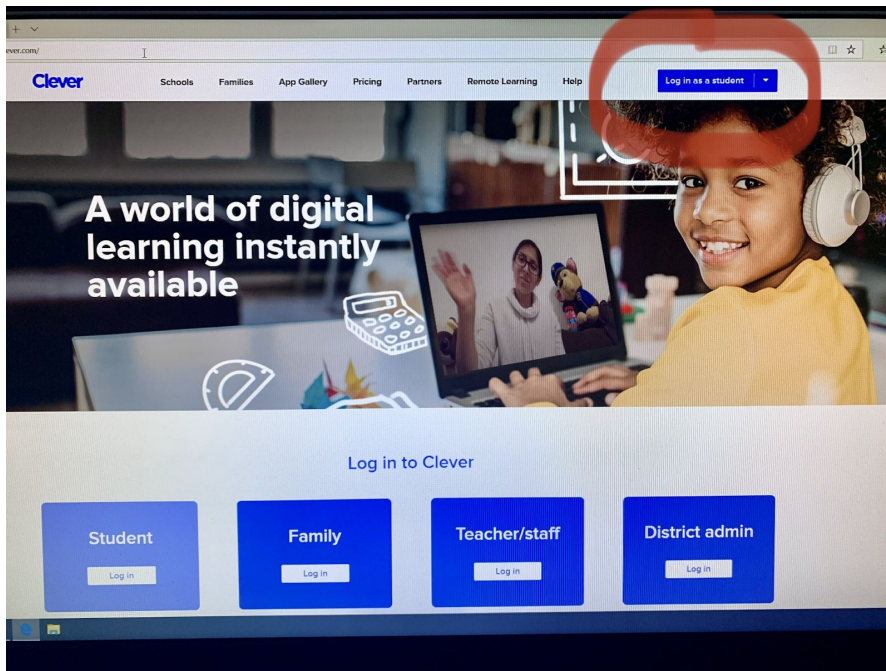 ever.com/
Clever
Schools Families App Gallery Pricing Partners Remote Learning Help Log in as a student
A world of digital
learning instantly
available
Log in to Clever
Student Family Teacher/staff District admin
Log in Log in Log in Log in